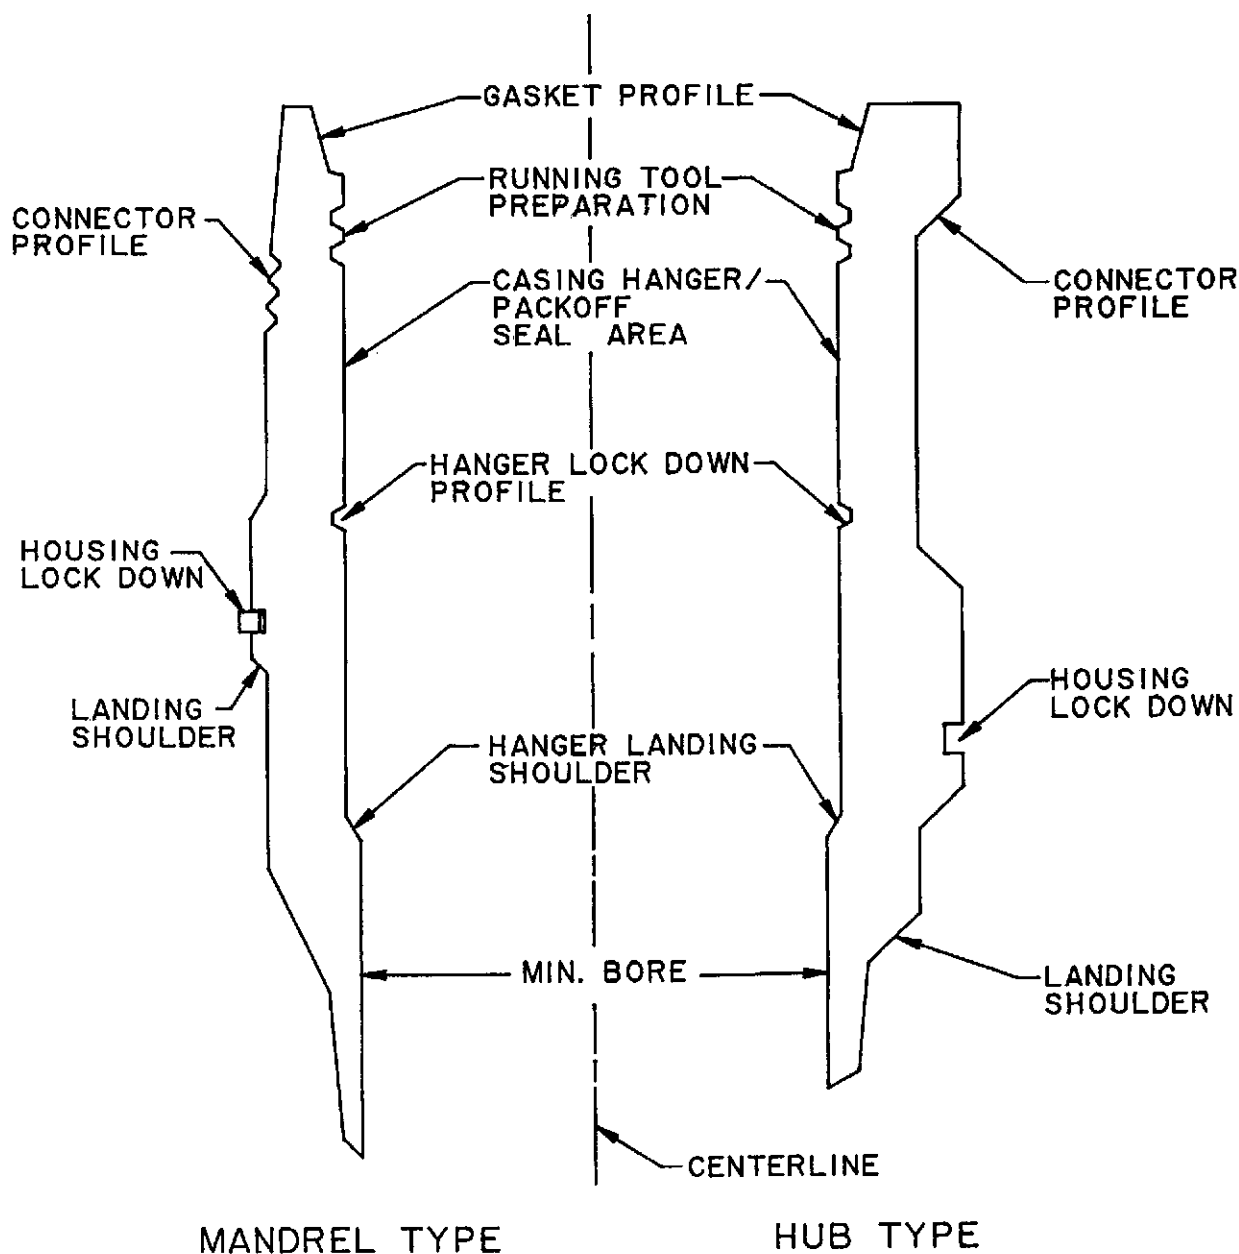 GASKET PROFILE
RUNNING TOOL
PREPARATION
CONNECTOR
PROFILE
CASING HANGER/
PACKOFF
SEAL AREA
CONNECTOR
PROFILE
HANGER LOCK DOWN
PROFILE
HOUSING
LOCK DOWN
LANDING
SHOULDER
HOUSING
LOCK DOWN
HANGER LANDING
SHOULDER
MIN. BORE
LANDING
SHOULDER
CENTERLINE
MANDREL TYPE
HUB TYPE